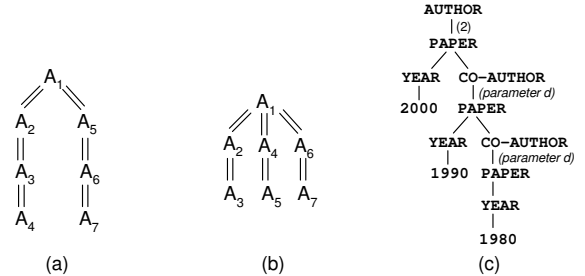 A1
A2 A5
A3 A6
A4 A7
(a)
A1
A2 A4 A6
A3 A5 A7
(b)
AUTHOR
(2)
PAPER
YEAR CO-AUTHOR
(parameter d)
2000 PAPER
YEAR CO-AUTHOR
(parameter d)
1990 PAPER
YEAR
1980
(c)